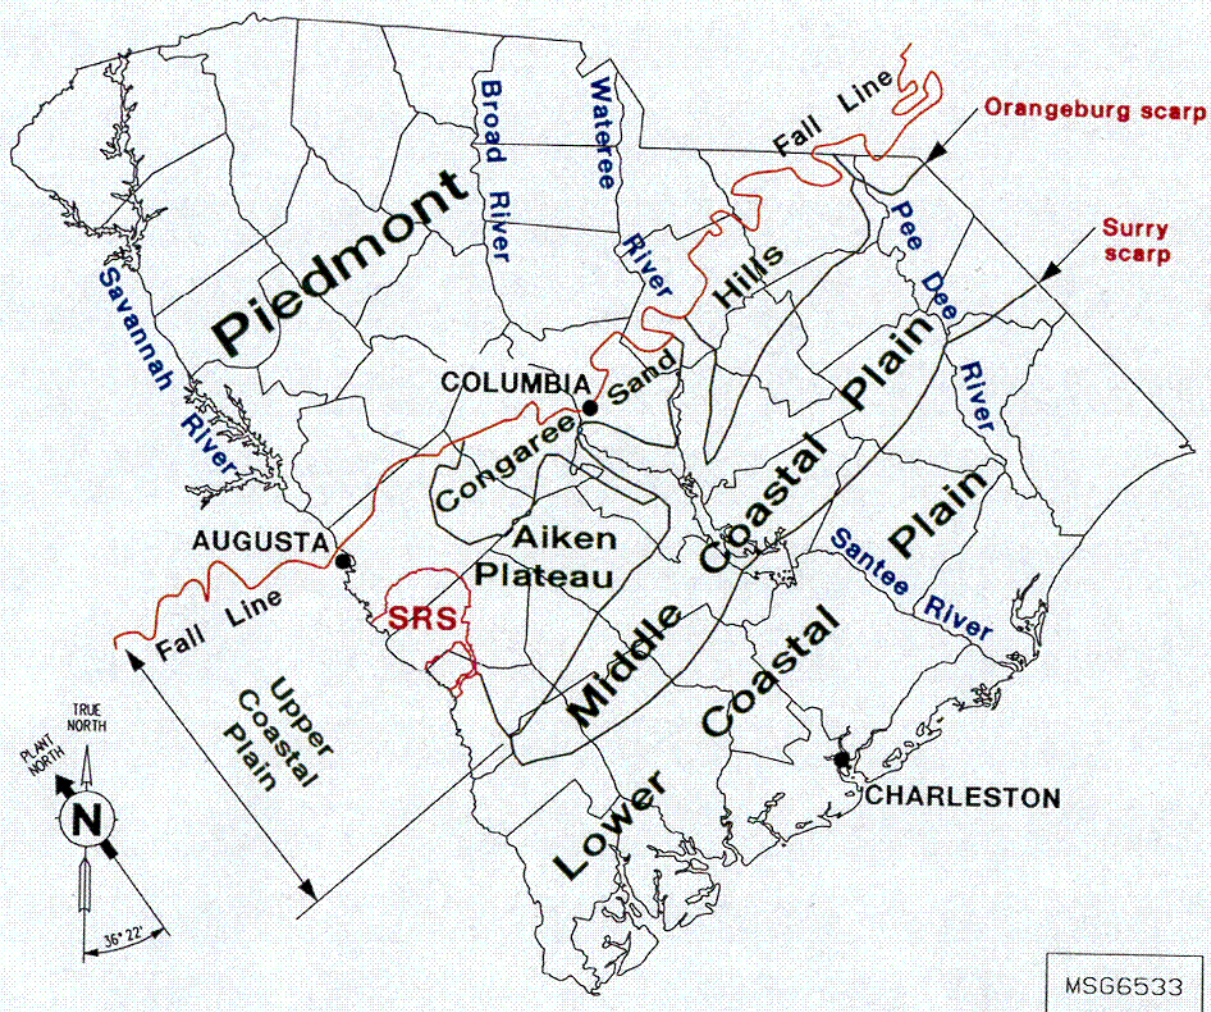 Fall Line
Orangeburg scarp
Broad River
Wateree River
Pee Dee River
Surry scarp
Piedmont
Savannah River
Sand Hills
COLUMBIA
Congaree
Middle Coastal Plain
Aiken
Plateau
AUGUSTA
SRS
Santee River
Fall Line
Lower Coastal Plain
Upper
Coastal
Plain
TRUE
NORTH
PLANT
NORTH
N
CHARLESTON
36° 22'
MSG6533